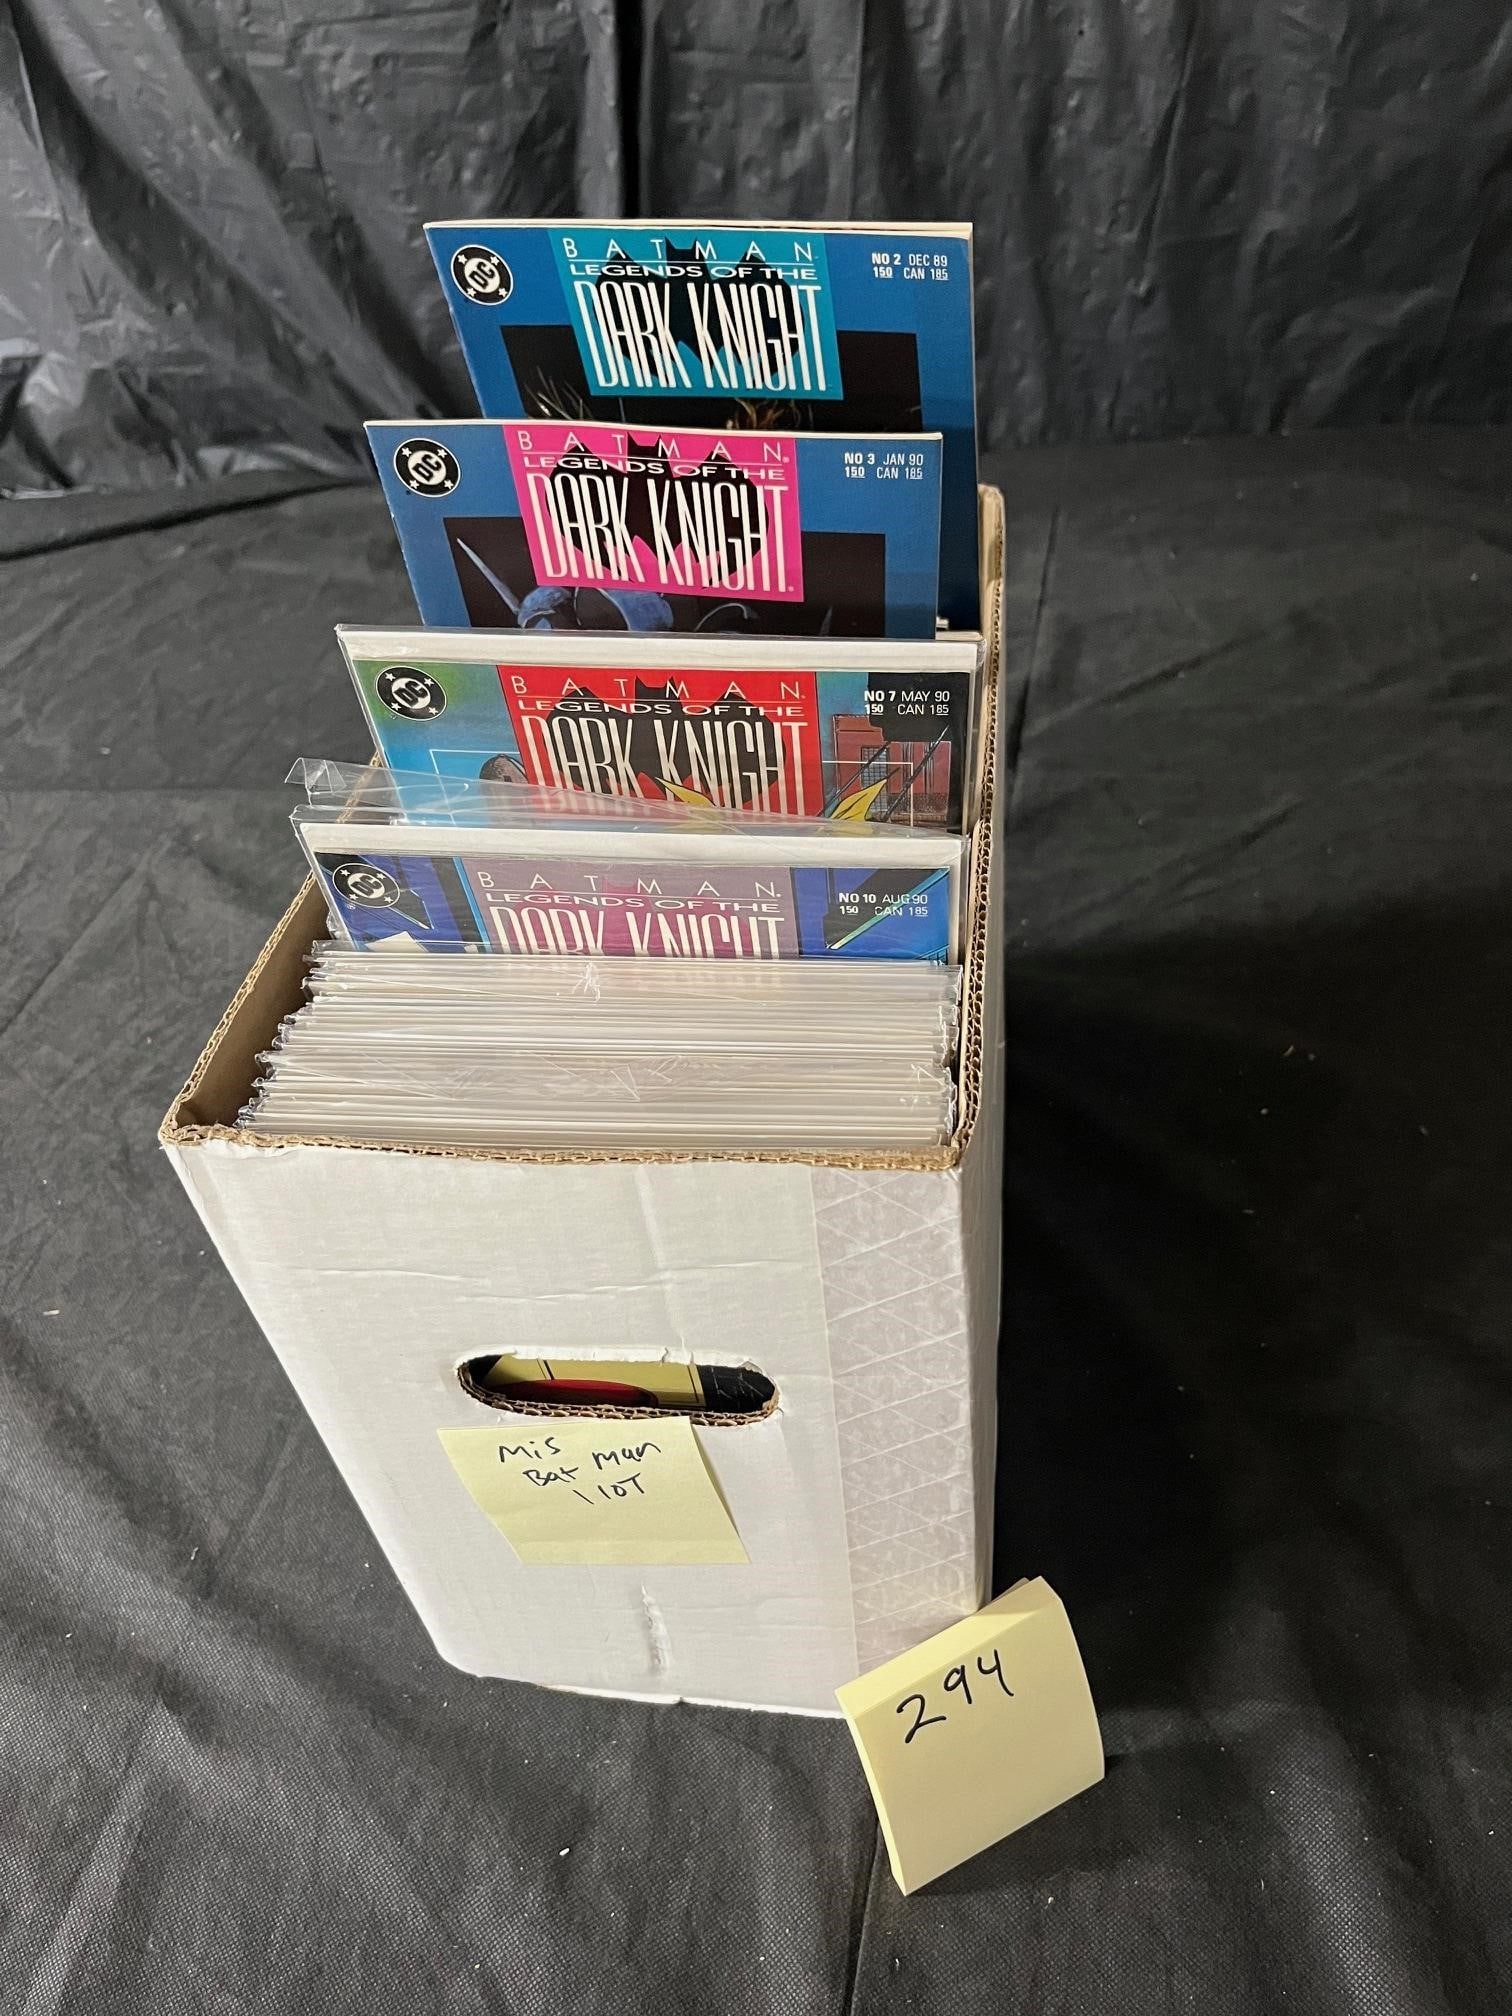 DC
BATMAN
LEGENDS OF THE
DARK KNIGHT
NO 2 DEC 89
150 CAN 185
DC
BATMAN
LEGENDS OF THE
DARK KNIGHT
NO 3 JAN 90
150 CAN 185
DC
BATMAN
LEGENDS OF THE
DARK KNIGHT
NO 7 MAY 90
150 CAN 185
DC
BATMAN
LEGENDS OF THE
DARK KNIGHT
NO 10 AUG 90
150 CAN 185
Mis
Bat man
1 lOT
294